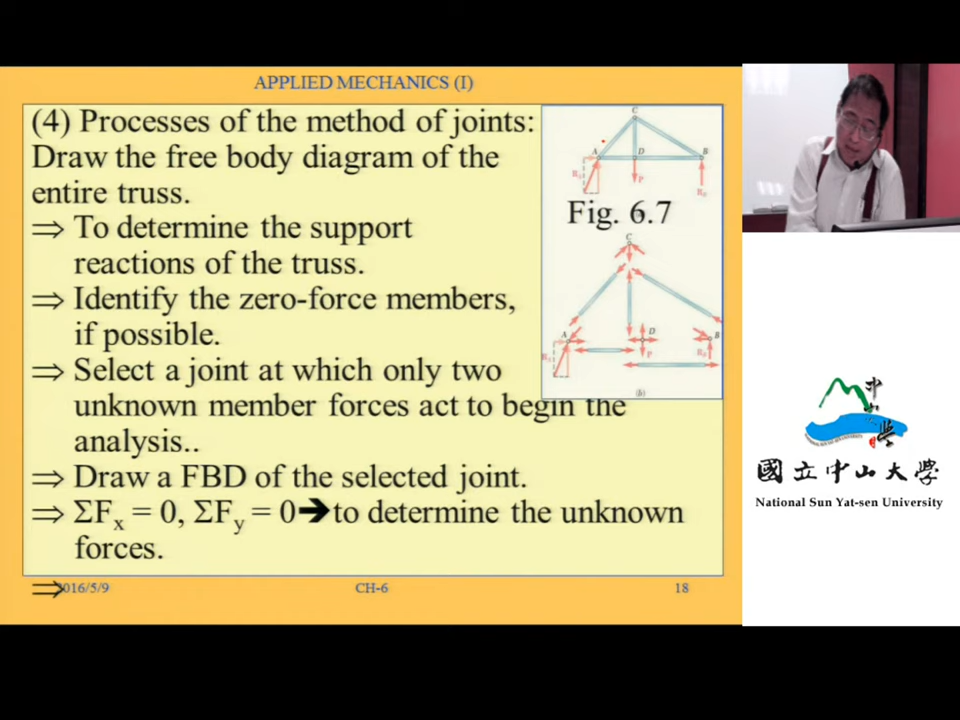 APPLIED MECHANICS (I)
(4) Processes of the method of joints:
Draw the free body diagram of the
entire truss.
⇒ To determine the support
reactions of the truss.
⇒ Identify the zero-force members,
if possible.
⇒ Select a joint at which only two
unknown member forces act to begin the
analysis..
⇒ Draw a FBD of the selected joint.
⇒ ΣFx = 0, ΣFy = 0➔to determine the unknown
forces.
⇒
2016/5/9
CH-6
18
C
A
D
B
P
Fig. 6.7
C
A
D
B
P
(b)
國立中山大學
National Sun Yat-sen University